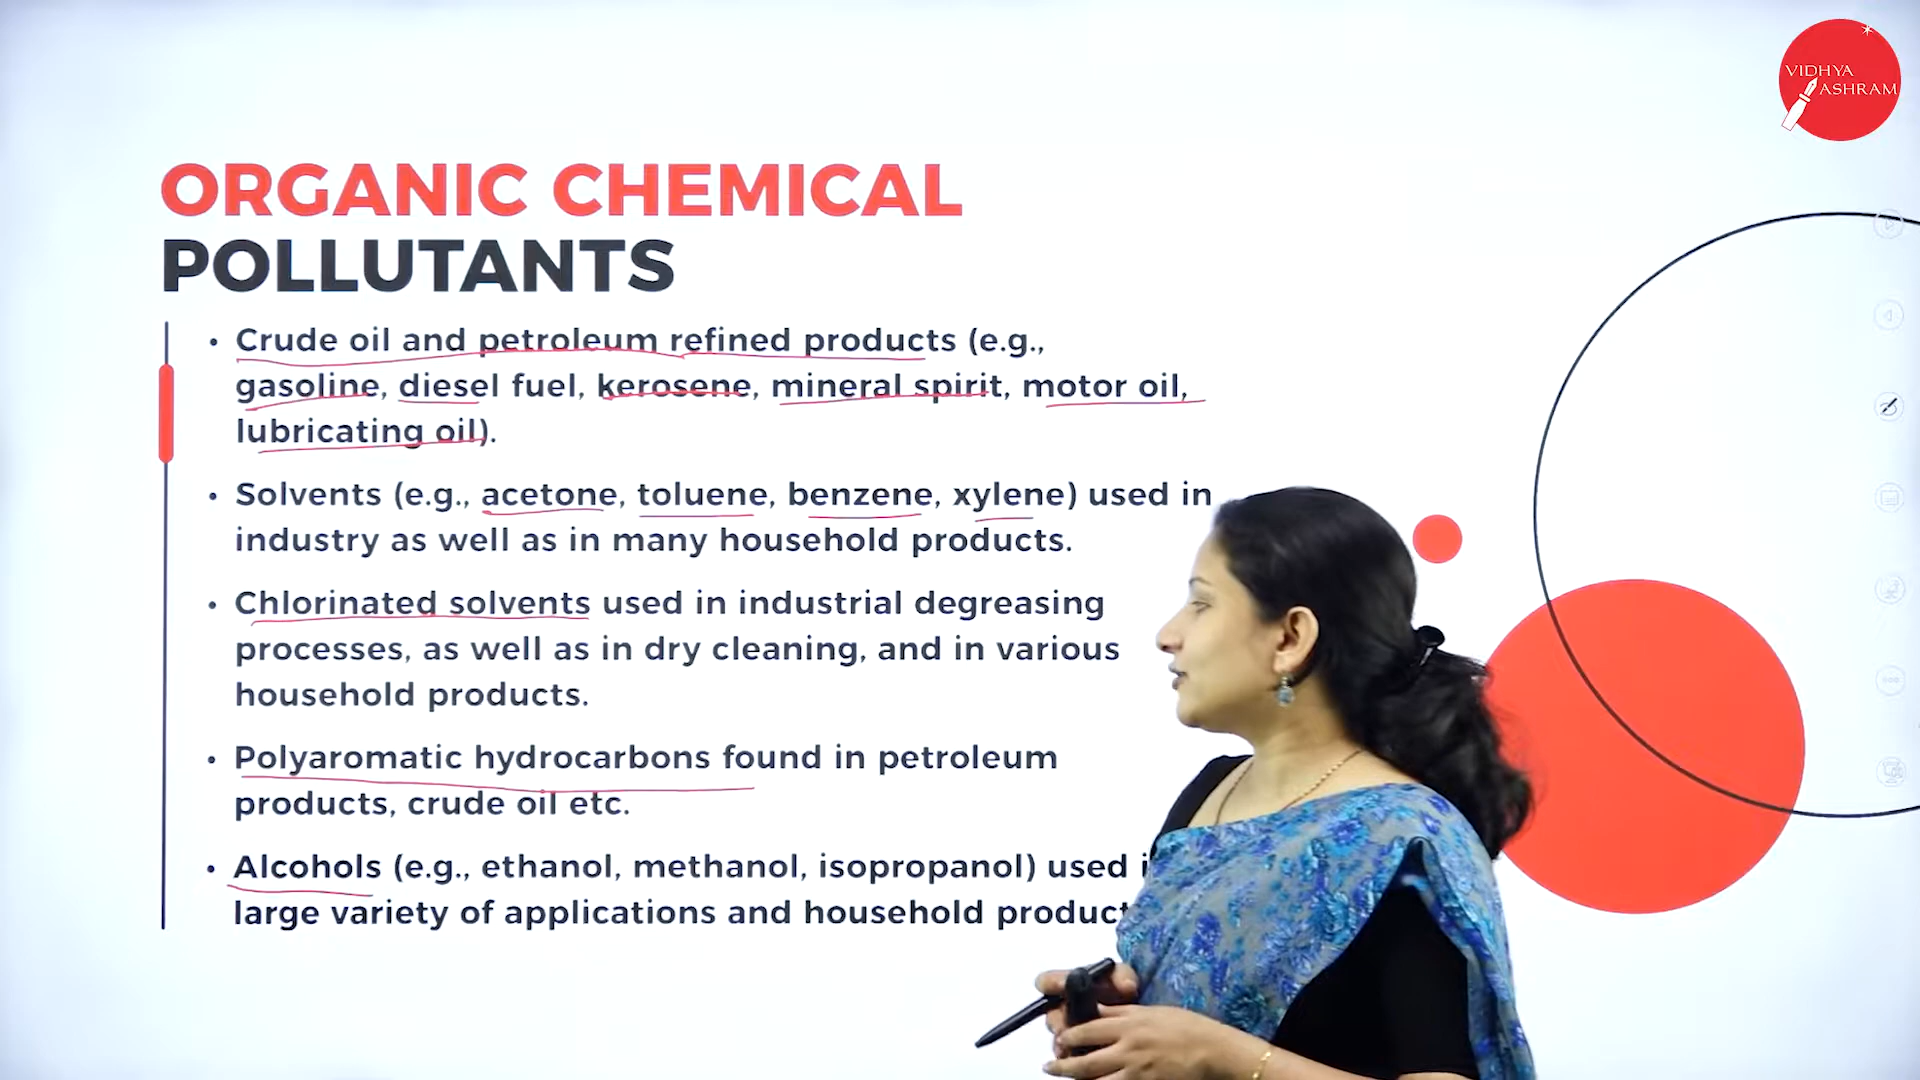 VIDHYA
ASHRAM
ORGANIC CHEMICAL
POLLUTANTS
• Crude oil and petroleum refined products (e.g.,
gasoline, diesel fuel, kerosene, mineral spirit, motor oil,
lubricating oil).
• Solvents (e.g., acetone, toluene, benzene, xylene) used in
industry as well as in many household products.
• Chlorinated solvents used in industrial degreasing
processes, as well as in dry cleaning, and in various
household products.
• Polyaromatic hydrocarbons found in petroleum
products, crude oil etc.
• Alcohols (e.g., ethanol, methanol, isopropanol) used
large variety of applications and household